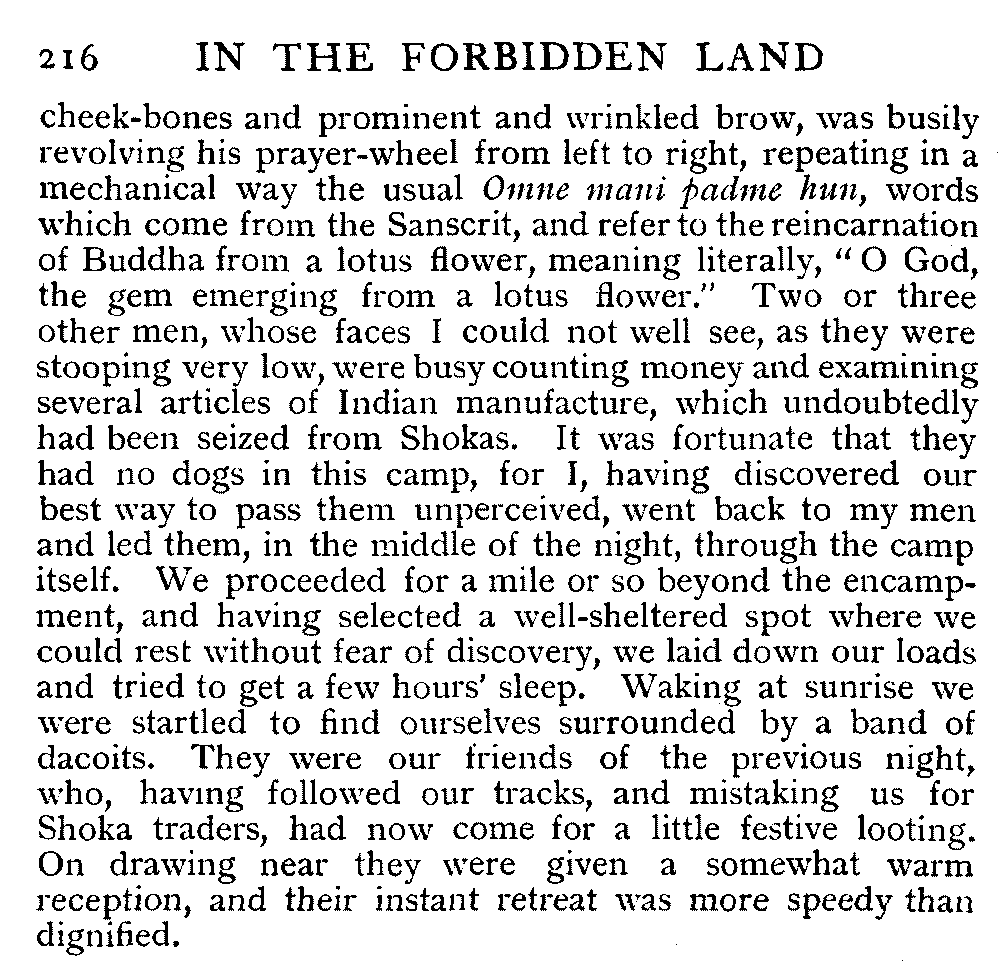 216 IN THE FORBIDDEN LAND
cheek-bones and prominent and wrinkled brow, was busily
revolving his prayer-wheel from left to right, repeating in a
mechanical way the usual Omne mani padme hun, words
which come from the Sanscrit, and refer to the reincarnation
of Buddha from a lotus flower, meaning literally, “O God,
the gem emerging from a lotus flower.” Two or three
other men, whose faces I could not well see, as they were
stooping very low, were busy counting money and examining
several articles of Indian manufacture, which undoubtedly
had been seized from Shokas. It was fortunate that they
had no dogs in this camp, for I, having discovered our
best way to pass them unperceived, went back to my men
and led them, in the middle of the night, through the camp
itself. We proceeded for a mile or so beyond the encamp-
ment, and having selected a well-sheltered spot where we
could rest without fear of discovery, we laid down our loads
and tried to get a few hours’ sleep. Waking at sunrise we
were startled to find ourselves surrounded by a band of
dacoits. They were our friends of the previous night,
who, having followed our tracks, and mistaking us for
Shoka traders, had now come for a little festive looting.
On drawing near they were given a somewhat warm
reception, and their instant retreat was more speedy than
dignified.